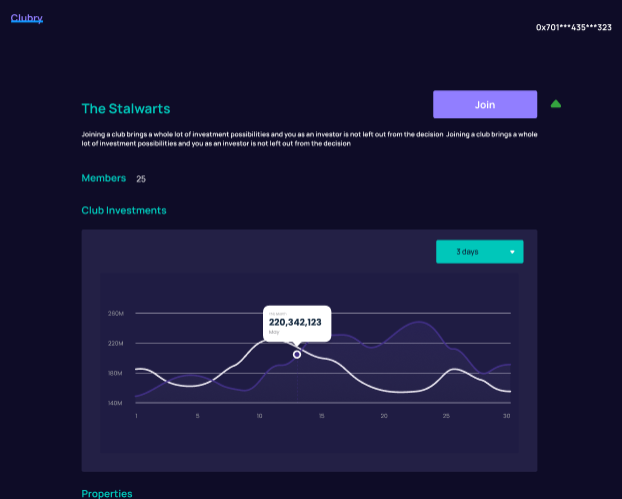 Clubry
0x701***435***323
The Stalwarts
Join
Joining a club brings a whole lot of investment possibilities and you as an investor is not left out from the decision Joining a club brings a whole
lot of investment possibilities and you as an investor is not left out from the decision
Members 25
Club Investments
3 days
260M
220,342,123
May
220M
180M
140M
1 5 10 15 20 25 30
Properties